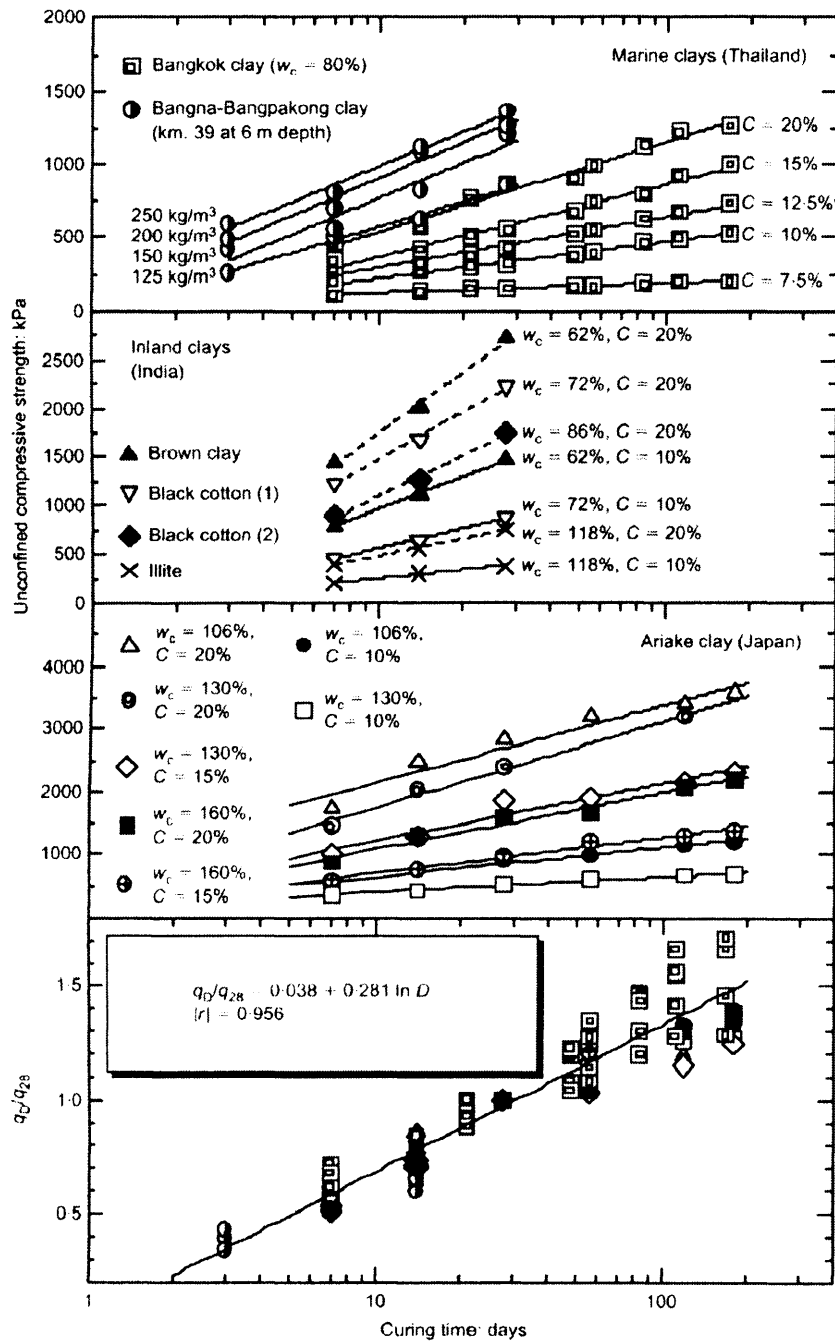 Unconfined compressive strength: kPa
2000
1500
1000
500
0
Bangkok clay (w_c = 80%)
Bangna-Bangpakong clay
(km. 39 at 6 m depth)
Marine clays (Thailand)
250 kg/m³
200 kg/m³
150 kg/m³
125 kg/m³
C = 20%
C = 15%
C = 12·5%
C = 10%
C = 7·5%
2500
2000
1500
1000
500
0
Inland clays
(India)
Brown clay
Black cotton (1)
Black cotton (2)
Illite
w_c = 62%, C = 20%
w_c = 72%, C = 20%
w_c = 86%, C = 20%
w_c = 62%, C = 10%
w_c = 72%, C = 10%
w_c = 118%, C = 20%
w_c = 118%, C = 10%
4000
3000
2000
1000
w_c = 106%,
C = 20%
w_c = 130%,
C = 20%
w_c = 130%,
C = 15%
w_c = 160%,
C = 20%
w_c = 160%,
C = 15%
w_c = 106%,
C = 10%
w_c = 130%,
C = 10%
Ariake clay (Japan)
q_D/q_28
1·5
1·0
0·5
q_D/q_28 = 0·038 + 0·281 ln D
|r| = 0·956
1
10
100
Curing time: days